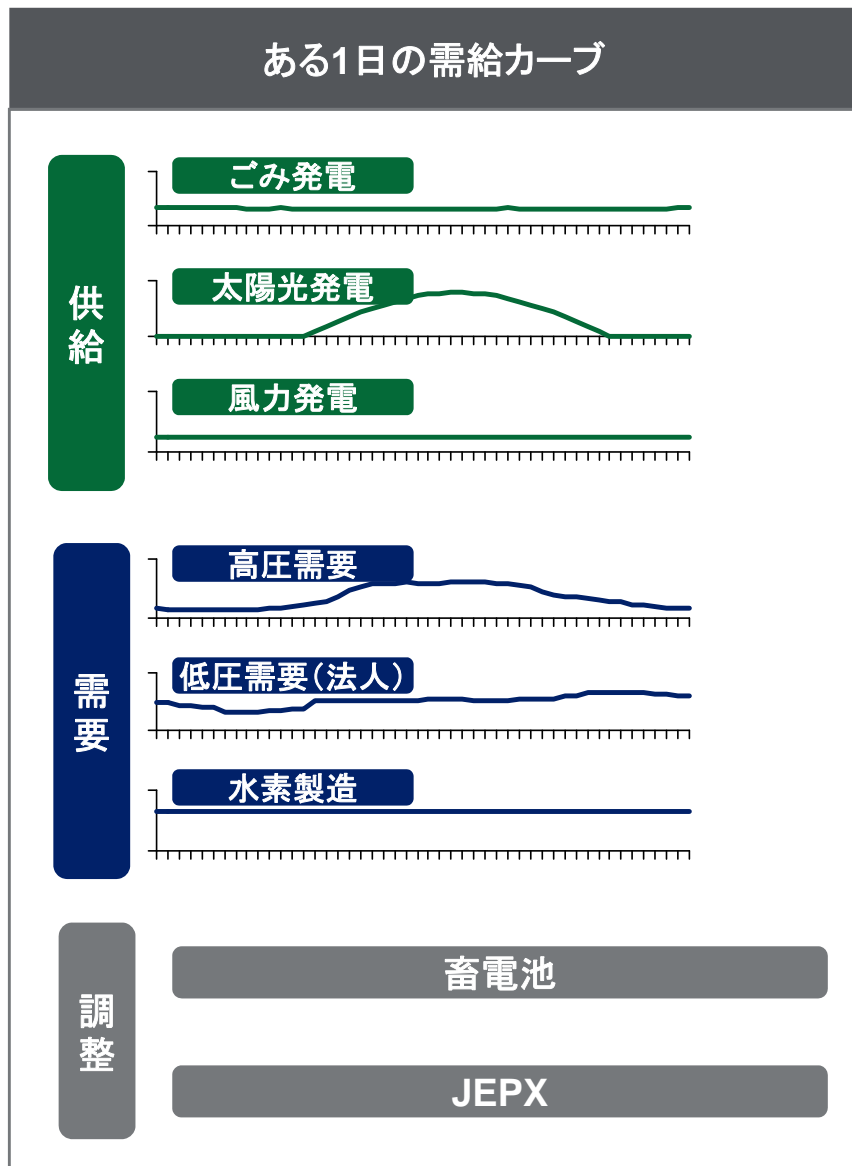 ある1日の需給カーブ
供給
ごみ発電
太陽光発電
風力発電
需要
高圧需要
低圧需要(法人)
水素製造
調整
畜電池
JEPX